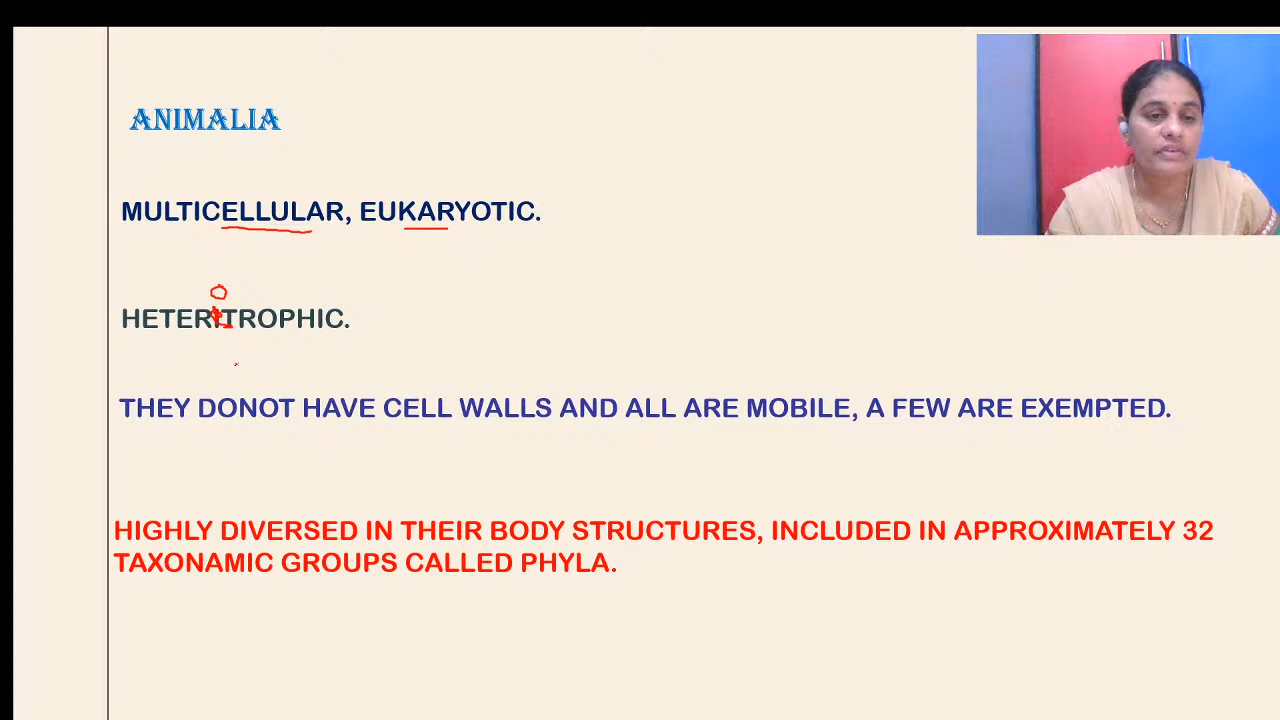 ANIMALIA
MULTICELLULAR, EUKARYOTIC.
O
HETERITROPHIC.
THEY DONOT HAVE CELL WALLS AND ALL ARE MOBILE, A FEW ARE EXEMPTED.
HIGHLY DIVERSED IN THEIR BODY STRUCTURES, INCLUDED IN APPROXIMATELY 32
TAXONAMIC GROUPS CALLED PHYLA.